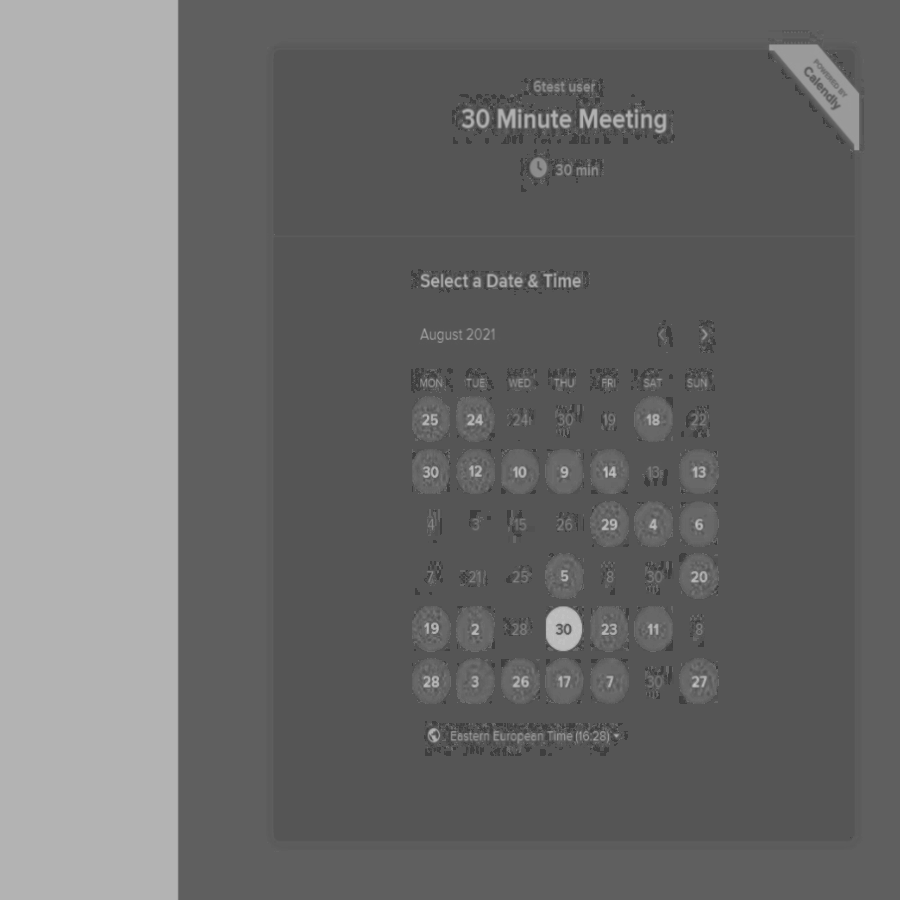 POWERED BY
Calendly
6test user
30 Minute Meeting
30 min
Select a Date & Time
August 2021
MON TUE WED THU FRI SAT SUN
25 24 24 30 19 18 22
30 12 10 9 14 13 13
4 3 15 26 29 4 6
7 21 25 5 8 30 20
19 2 28 30 23 11 8
28 3 26 17 7 30 27
Eastern European Time (16:28)